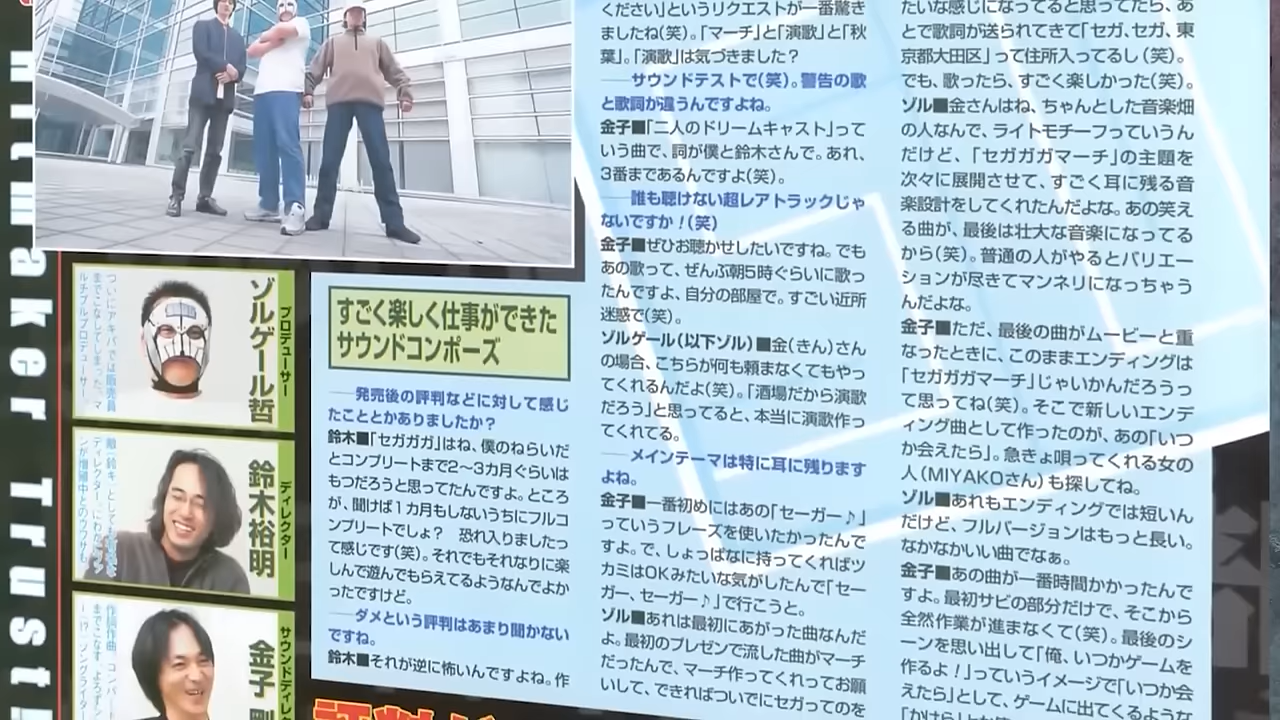 Hitmaker Trust!
プロデューサー
ゾルゲール哲
ついにアキバでは販売員
までこなしてしまった、マ
ルチプルプロデューサー。
ディレクター
鈴木裕明
サウンドディレク
金子 剛
すごく楽しく仕事ができた
サウンドコンポーズ
――発売後の評判などに対して感じ
たこととかありましたか?
鈴木■「セガガガ」はね、僕のねらいだ
とコンプリートまで2〜3カ月ぐらいは
もつだろうと思ってたんですよ。ところ
が、聞けば1カ月もしないうちにフルコ
ンプリートでしょ? 恐れ入りましたっ
て感じです(笑)。それでもそれなりに楽
しんで遊んでもらえてるようなんでよか
ったですけど。
――ダメという評判はあまり聞かない
ですね。
鈴木■それが逆に怖いんですよね。作
ください」というリクエストが一番驚き
ましたね(笑)。「マーチ」と「演歌」と「秋
葉」。「演歌」は気づきました?
――サウンドテストで(笑)。警告の歌
と歌詞が違うんですよね。
金子■「二人のドリームキャスト」って
いう曲で、詞が僕と鈴木さんで。あれ、
3番まであるんですよ(笑)。
――誰も聴けない超レアトラックじゃ
ないですか!(笑)
金子■ぜひお聴かせしたいですね。でも
あの歌って、ぜんぶ朝5時ぐらいに歌っ
たんですよ、自分の部屋で。すごい近所
迷惑で(笑)。
ゾルゲール(以下ゾル)■金(きん)さん
の場合、こちらが何も頼まなくてもやっ
てくれるんだよ(笑)。「酒場だから演歌
だろう」と思ってると、本当に演歌作っ
てくれてる。
――メインテーマは特に耳に残ります
よね。
金子■一番初めにはあの「セーガー♪」
っていうフレーズを使いたかったんで
すよ。で、しょっぱなに持ってくればツ
カミはOKみたいな気がしたんで「セー
ガー、セーガー♪」で行こうと。
ゾル■あれは最初にあがった曲なんだ
よ。最初のプレゼンで流した曲がマーチ
だったんで、マーチ作ってくれってお願
いして、できればついでにセガってのを
たいな感じになってると思ってたら、あ
とで歌詞が送られてきて「セガ、セガ、東
京都大田区」って住所入ってるし(笑)。
でも、歌ったら、すごく楽しかった(笑)。
ゾル■金さんはね、ちゃんとした音楽畑
の人なんで、ライトモチーフっていうん
だけど、「セガガガマーチ」の主題を
次々に展開させて、すごく耳に残る音
楽設計をしてくれたんだよな。あの笑え
る曲が、最後は壮大な音楽になってる
から(笑)。普通の人がやるとバリエー
ションが尽きてマンネリになっちゃう
んだよな。
金子■ただ、最後の曲がムービーと重
なったときに、このままエンディングは
「セガガガマーチ」じゃいかんだろうっ
て思ってね(笑)。そこで新しいエンデ
ィング曲として作ったのが、あの「いつ
か会えたら」。急きょ唄ってくれる女の
人(MIYAKOさん)も探してね。
ゾル■あれもエンディングでは短いん
だけど、フルバージョンはもっと長い。
なかなかいい曲でなぁ。
金子■あの曲が一番時間かかったんで
すよ。最初サビの部分だけで、そこから
全然作業が進まなくて(笑)。最後のシ
ーンを思い出して「俺、いつかゲームを
作るよ!」っていうイメージで「いつか会
えたら」として、ゲームに出てくるような